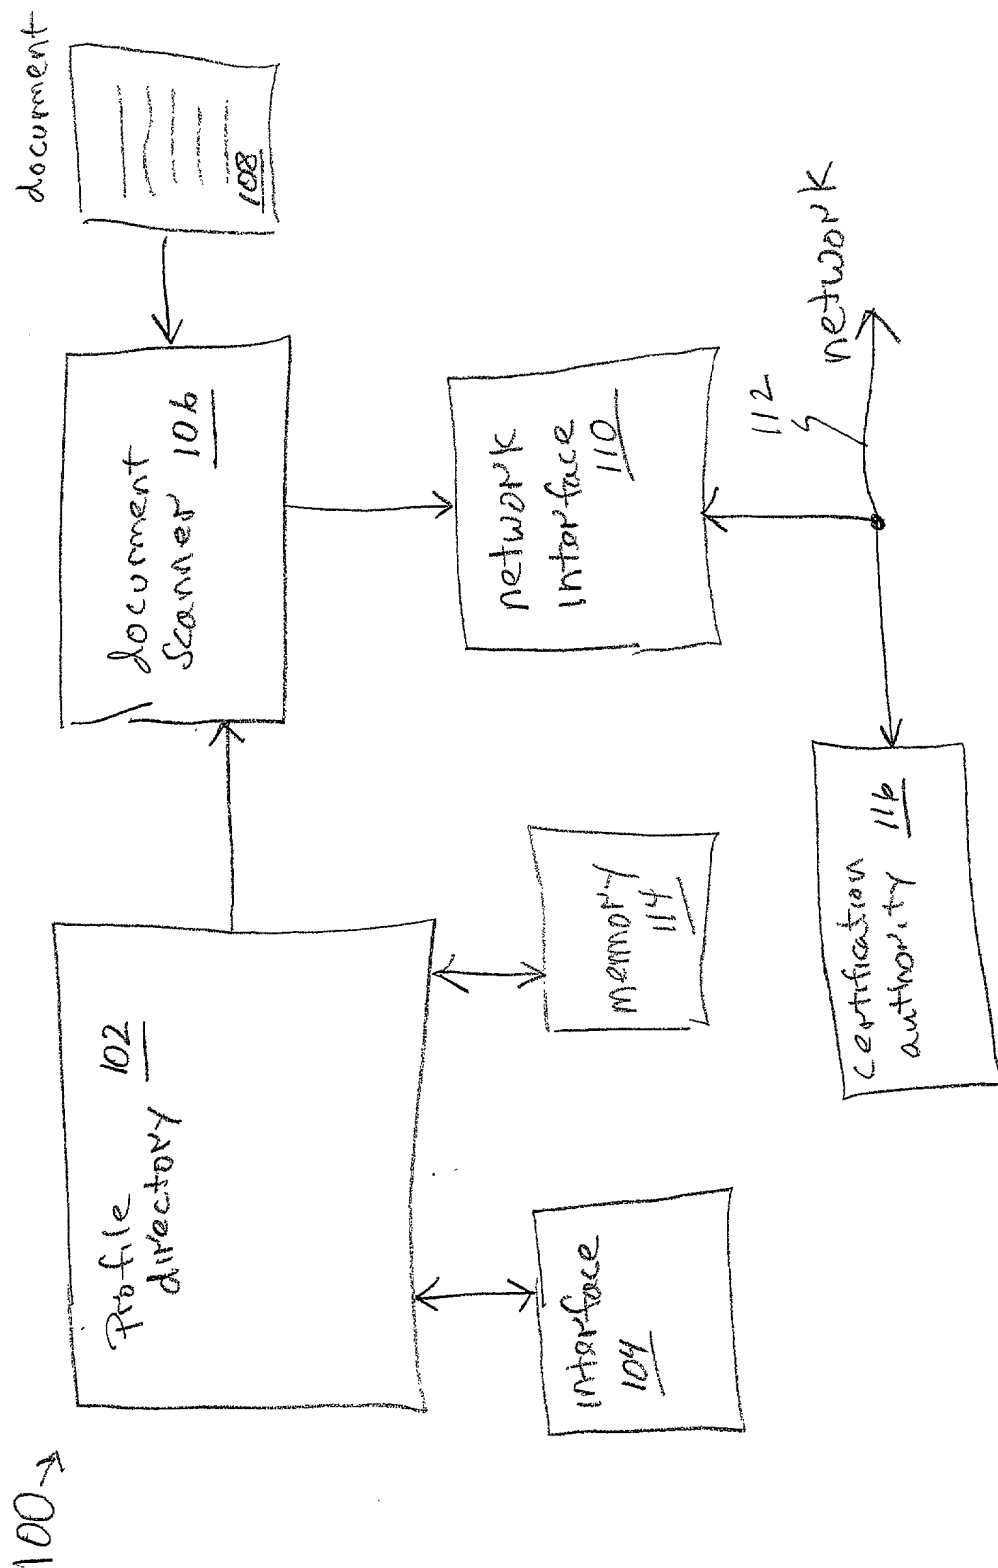 100
Profile
directory 102
interface
104
memory
114
document
scanner 106
document
108
network
interface
110
112
network
certification
authority 116